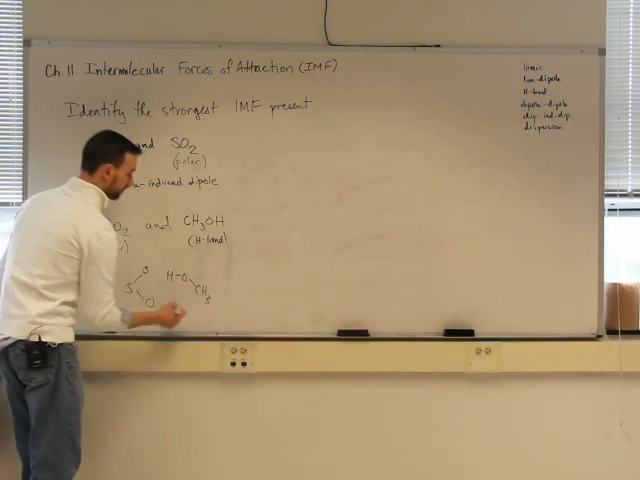 Ch 11 Intermolecular Forces of Attraction (IMF)
Ionic
Ion-dipole
H-bond
dipole-dipole
dip-ind. dip.
dispersion
Identify the strongest IMF present
and SO2
(polar)
-induced dipole
O2 and CH3OH
(H-bond)
O H-O
S CH3
O